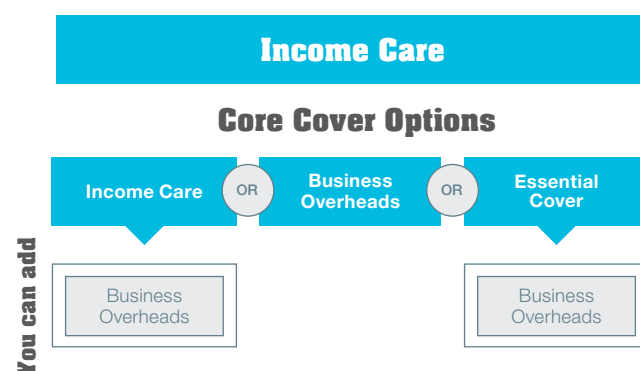 Income Care
Core Cover Options
Income Care
OR
Business
Overheads
OR
Essential
Cover
You can add
Business
Overheads
Business
Overheads